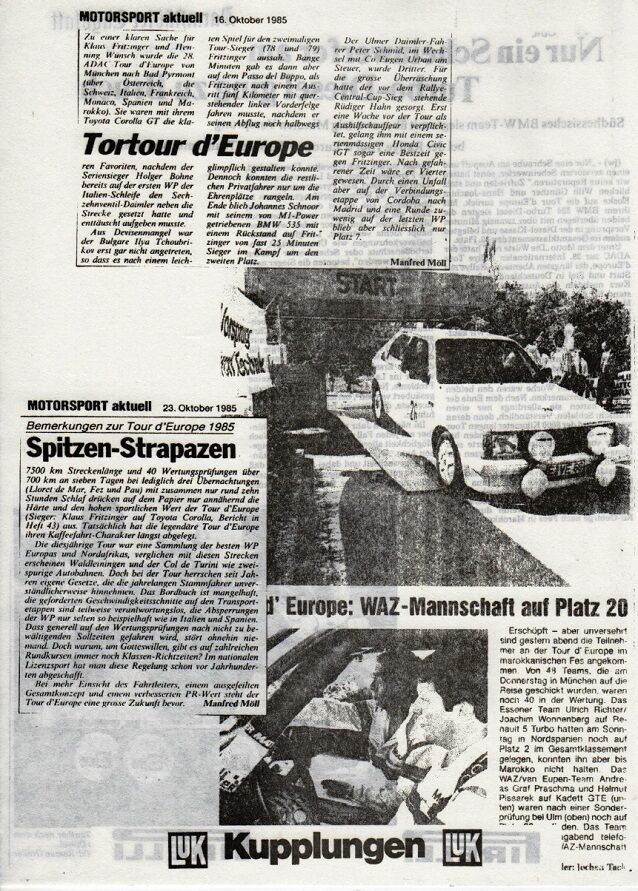 MOTORSPORT aktuell 16. Oktober 1985
Zu einer klaren Sache für
Klaus Fritzinger und Hen-
ning Wünsch wurde die 28.
ADAC Tour d'Europe von
München nach Bad Pyrmont
(über Österreich, die
Schweiz, Italien, Frankreich,
Monaco, Spanien und Ma-
rokko). Sie waren mit ihrem
Toyota Corolla GT die kla-
ten Spiel für den zweimaligen
Tour-Sieger (78 und 79)
Fritzinger aussah. Bange
Minuten gab es dann aber
auf dem Passo del Boppo, als
Fritzinger nach einem Aus-
ritt fünf Kilometer mit quer-
stehender linker Vorderfelge
fahren musste, nachdem er
seinen Abflug noch halbwegs
Tortour d'Europe
ren Favoriten, nachdem der
Seriensieger Holger Bohne
bereits auf der ersten WP der
Italien-Schleife den Sech-
zehnventil-Daimler neben die
Strecke gesetzt hatte und
enttäuscht aufgeben musste.
Aus Devisenmangel war
der Bulgare Ilya Tchoubri-
kov erst gar nicht angetreten,
so dass es nach einem leich-
glimpflich gestalten konnte.
Dennoch konnten die restli-
chen Privatfahrer nur um die
Ehrenplätze rangeln. Am
Ende blieb Johannes Schnoor
mit seinem von M1-Power
getriebenen BMW 535 mit
einem Rückstand auf Frit-
zinger von fast 25 Minuten
Sieger im Kampf um den
zweiten Platz.
Der Ulmer Daimler-Fah-
rer Peter Schmid, im Wech-
sel mit Co Eugen Urban am
Steuer, wurde Dritter. Für
die grosse Überraschung
hatte der vor dem Rallye-
Central-Cup-Sieg stehende
Rüdiger Hahn gesorgt. Erst
eine Woche vor der Tour als
Aushilfschauffeur verpflich-
tet, gelang ihm mit einem se-
rienmässigen Honda Civic
IGT sogar eine Bestzeit ge-
gen Fritzinger. Nach gefah-
rener Zeit wäre er Vierter
gewesen. Durch einen Unfall
aber auf der Verbindungs-
etappe von Cordoba nach
Madrid und eine Runde zu-
wenig auf der letzten WP
blieb aber schliesslich nur
Platz 7.
Manfred Möll
START
Vorsprung
Technik
MOTORSPORT aktuell 23. Oktober 1985
Bemerkungen zur Tour d'Europe 1985
Spitzen-Strapazen
7500 km Streckenlänge und 40 Wertungsprüfungen über
700 km an sieben Tagen bei lediglich drei Übernachtungen
(Lloret de Mar, Fez und Pau) mit zusammen nur rund zehn
Stunden Schlaf drücken auf dem Papier nur annähernd die
Härte und den hohen sportlichen Wert der Tour d'Europe
(Sieger: Klaus Fritzinger auf Toyota Corolla, Bericht in
Heft 43) aus. Tatsächlich hat die legendäre Tour d'Europe
ihren Kaffeefahrt-Charakter längst abgelegt.
Die diesjährige Tour war eine Sammlung der besten WP
Europas und Nordafrikas, verglichen mit diesen Strecken
erscheinen Waldleiningen und der Col de Turini wie zwei-
spurige Autobahnen. Doch bei der Tour herrschen seit Jah-
ren eigene Gesetze, die die jahrelangen Stammfahrer unver-
ständlicherweise hinnehmen. Das Bordbuch ist mangelhaft,
die geforderten Geschwindigkeitsschnitte auf den Transport-
etappen sind teilweise verantwortungslos, die Absperrungen
der WP nur selten so beispielhaft wie in Italien und Spanien.
Dass generell auf den Wertungsprüfungen nach nicht zu be-
wältigenden Sollzeiten gefahren wird, stört ohnehin nie-
mand. Doch warum, um Gotteswillen, gibt es auf zahlreichen
Rundkursen immer noch Klassen-Richtzeiten? Im nationalen
Lizenzsport hat man diese Regelung schon vor Jahrhunder-
ten abgeschafft.
Bei mehr Einsicht des Fahrtleiters, einem ausgefeilten
Gesamtkonzept und einem verbesserten PR-Wert steht der
Tour d'Europe eine grosse Zukunft bevor. Manfred Möll
d' Europe: WAZ-Mannschaft auf Platz 20
Erschüpft – aber unversehrt
sind gestern abend die Teilneh-
mer an der Tour d'Europe im
marokkanischen Fes angekom-
men. Von 48 Teams, die am
Donnerstag in München auf die
Reise geschickt wurden, waren
noch 40 in der Wertung. Das
Essener Team Ulrich Richter/
Joachim Wonnenberg auf Re-
nault 5 Turbo hatten am Sonn-
tag in Nordspanien noch auf
Platz 2 im Gesamtklassement
gelegen, konnten ihn aber bis
Marokko nicht halten. Das
WAZ/van Eupen-Team Andre-
as Graf Praschma und Helmut
Pissarek auf Kadett GTE (un-
ten) waren nach einer Sonder-
prüfung bei Ulm (oben) noch auf
den. Das Team
gabend telefo-
AZ-Mannschaft
ler: Jochen Tack
LUK Kupplungen LUK